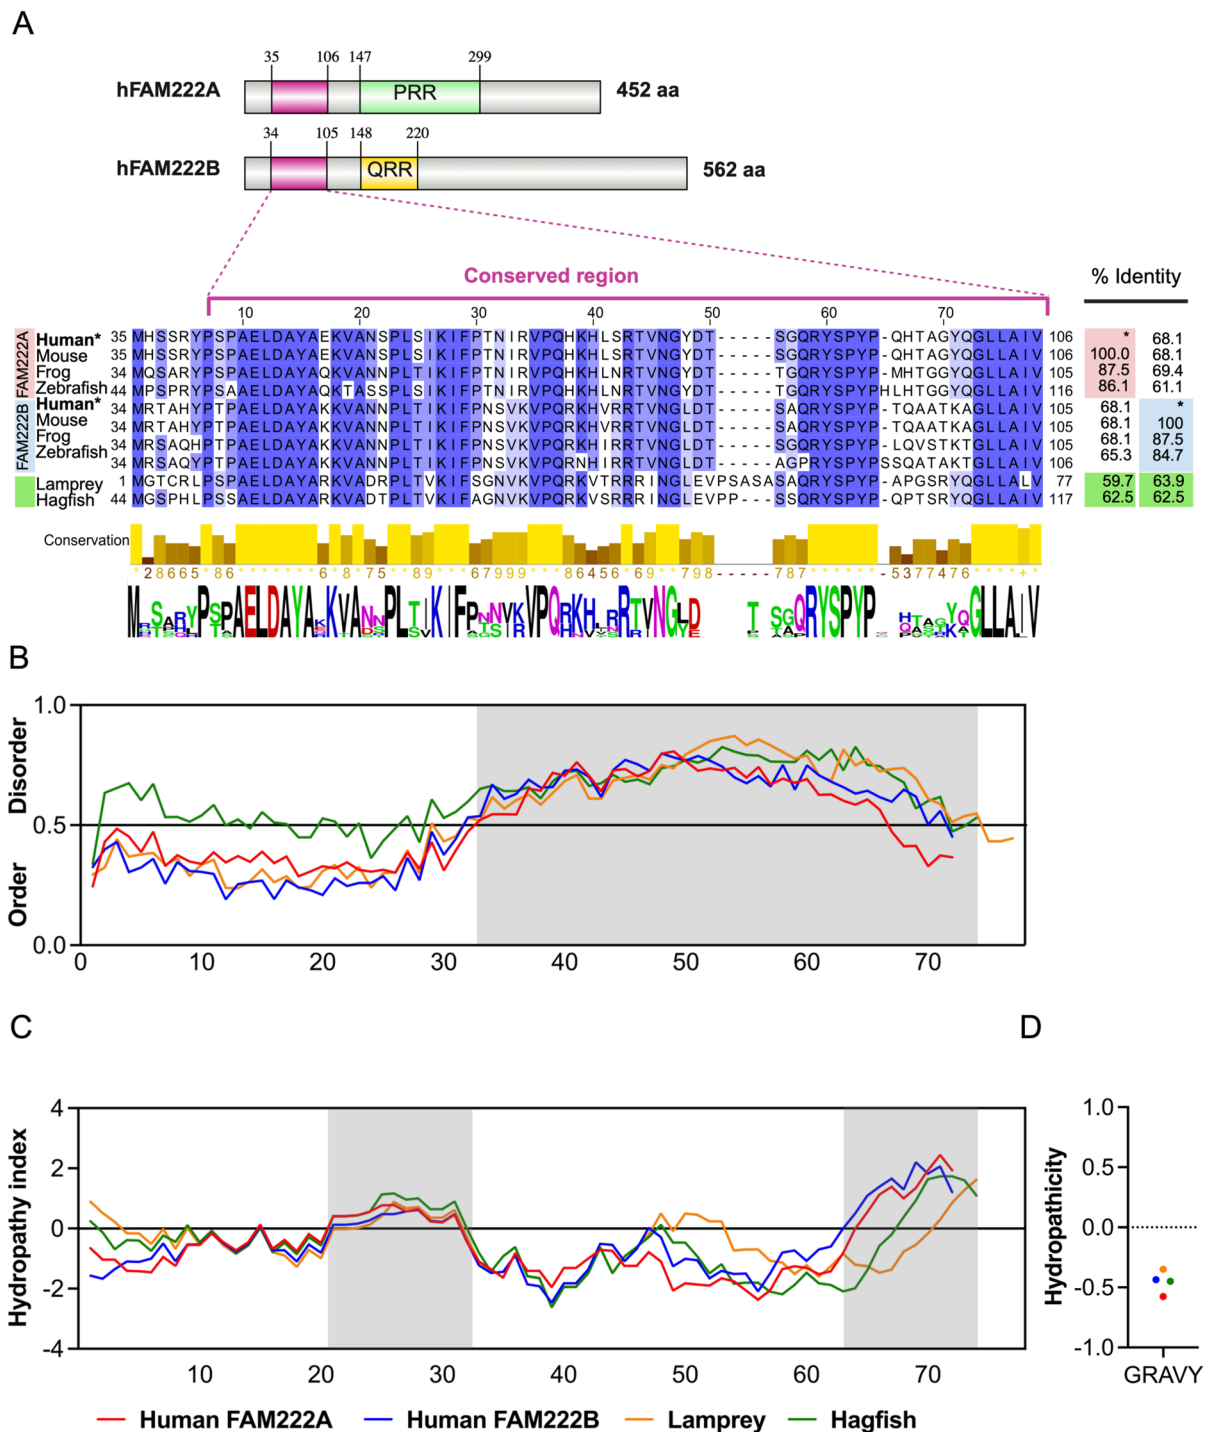 A
35 106 147 299
hFAM222A PRR 452 aa
34 105 148 220
hFAM222B QRR 562 aa
Conserved region
% Identity
10 20 30 40 50 60 70
FAM222A
Human* 35 MHSSRYPSPAELDAYAEKVANSPLSIKIFPTNIRVPQHKHLSRTVNGYDT-----SGQRYSPYP-QHTAGYQGLLAIV 106 * 68.1
Mouse 35 MHSSRYPSPAELDAYAEKVANSPLSIKIFPTNIRVPQHKHLSRTVNGYDT-----SGQRYSPYP-QHTAGYQGLLAIV 106 100.0 68.1
Frog 34 MQSARYPSPAELDAYAQKVANNPLTIKIFPTNIRVPQHKHLNRTVNGYDT-----TGQRYSPYP-MHTGGYQGLLAIV 105 87.5 69.4
Zebrafish 44 MPSPRYPSAAELDAYAQKTASSPLSIKIFPTNIRVPQHKHLNRTVNGYDT-----TGQRYSPYPHLHTGGYQGLLAIV 116 86.1 61.1
FAM222B
Human* 34 MRTAHYPTPAELDAYAKKVANNPLTIKIFPNSVKVPQRKHVRRTVNGLDT-----SAQRYSPYP-TQAATKAGLLAIV 105 68.1 *
Mouse 34 MRTAHYPTPAELDAYAKKVANNPLTIKIFPNSVKVPQRKHVRRTVNGLDT-----SAQRYSPYP-TQAATKAGLLAIV 105 68.1 100
Frog 34 MRSAQHPTPAELDAYAKKVANNPLTIKIFPNSVKVPQRKHIRRTVNGLDT-----SAQRYSPYP-LQVSTKTGLLAIV 105 68.1 87.5
Zebrafish 34 MRSAQYPTPAELDAYAKKVANSPLTIKIFPNSVKVPQRNHIRRTVNGLDT-----AGPRYSPYPSSQATAKTGLLAIV 106 65.3 84.7
Lamprey 1 MGTCRLPSPAELDAYAEKVADRPLTVKIFAGNVKVPQRKVTRRRINGLEVPSASASSQRYSPYP-APGSRYQGLLALV 77 59.7 63.9
Hagfish 44 117 62.5 62.5
Conservation
B
1.0
Disorder
0.5
Order
0.0
0 10 20 30 40 50 60 70
C D
4
2
0
-2
-4
Hydropathy index
10 20 30 40 50 60 70
1.0
0.5
0.0
-0.5
-1.0
Hydropathicity
GRAVY
Human FAM222A Human FAM222B Lamprey Hagfish